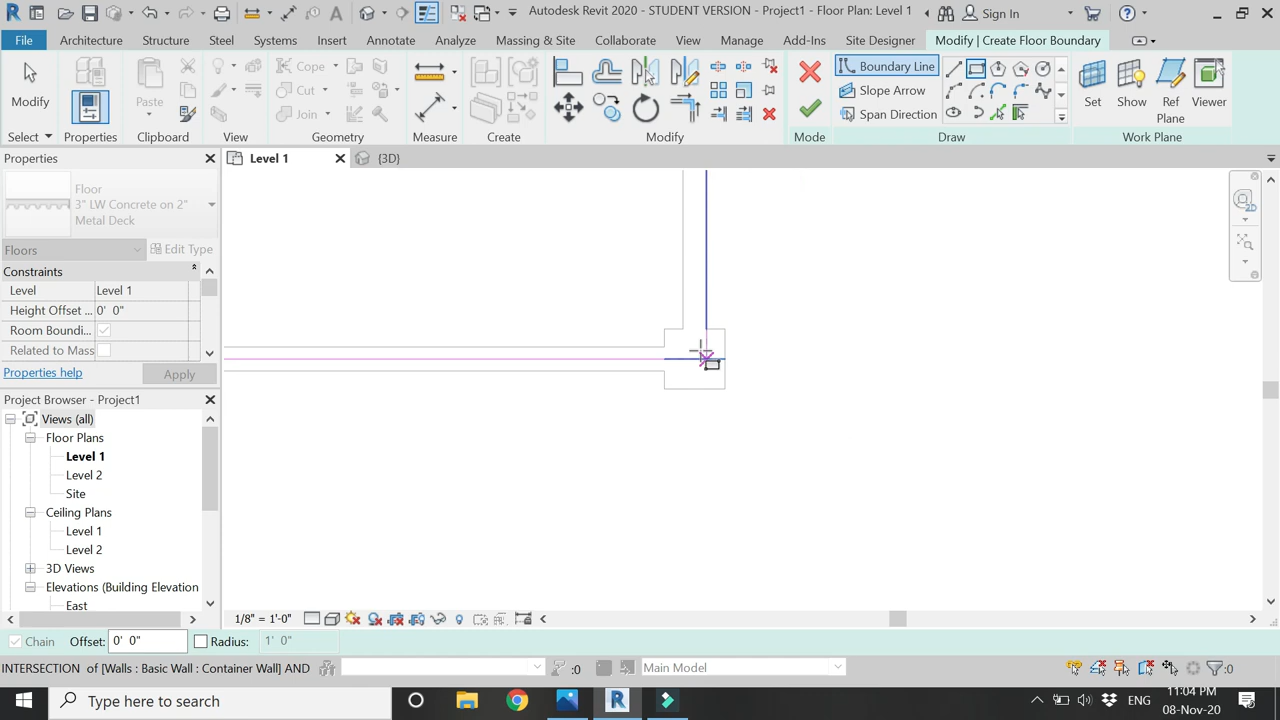 Autodesk Revit 2020 - STUDENT VERSION - Project1 - Floor Plan: Level 1
Sign In
File
Architecture
Structure
Steel
Systems
Insert
Annotate
Analyze
Massing & Site
Collaborate
View
Manage
Add-Ins
Site Designer
Modify | Create Floor Boundary
Modify
Paste
Cope
Cut
Join
Boundary Line
Slope Arrow
Span Direction
Set
Show
Ref
Plane
Viewer
Select
Properties
Clipboard
View
Geometry
Measure
Create
Modify
Mode
Draw
Work Plane
Properties
Level 1
{3D}
Floor
3" LW Concrete on 2"
Metal Deck
Floors
Edit Type
Constraints
Level
Level 1
Height Offset ...
0' 0"
Room Boundi...
Related to Mass
Properties help
Apply
Project Browser - Project1
Views (all)
Floor Plans
Level 1
Level 2
Site
Ceiling Plans
Level 1
Level 2
3D Views
Elevations (Building Elevation
East
2D
1/8" = 1'-0"
Chain
Offset:
0' 0"
Radius:
1' 0"
INTERSECTION of [Walls : Basic Wall : Container Wall] AND
:0
Main Model
:0
Type here to search
R
ENG
11:04 PM
08-Nov-20